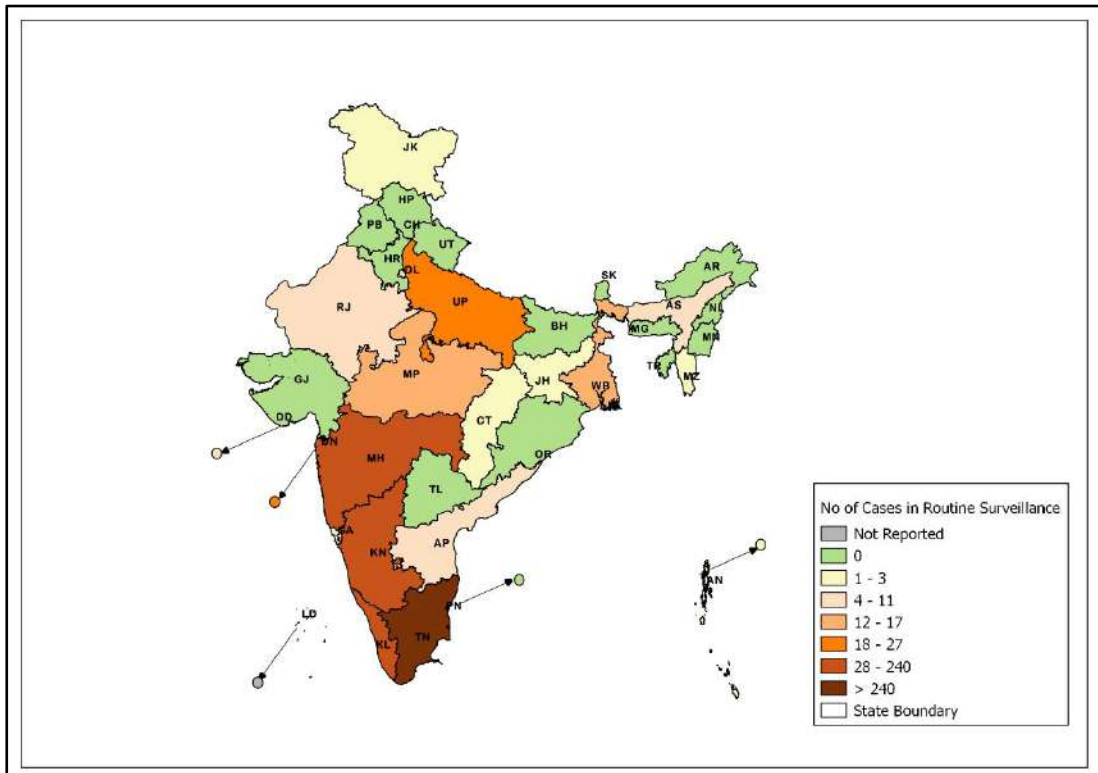 JK
HP
PB
CH
UT
HR
DL
RJ
UP
SK
AR
AS
NL
BH
MG
MN
TR
MZ
GJ
MP
JH
WB
DD
CT
DN
MH
OR
TL
GA
KN
AP
AN
PN
LD
KL
TN
No of Cases in Routine Surveillance
Not Reported
0
1 - 3
4 - 11
12 - 17
18 - 27
28 - 240
> 240
State Boundary